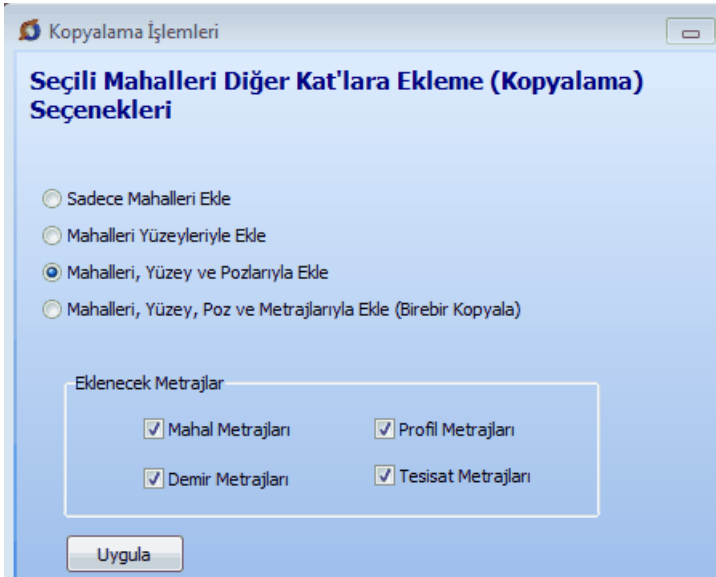 Kopyalama İşlemleri
Seçili Mahalleri Diğer Kat'lara Ekleme (Kopyalama)
Seçenekleri
Sadece Mahalleri Ekle
Mahalleri Yüzeyleriyle Ekle
Mahalleri, Yüzey ve Pozlarıyla Ekle
Mahalleri, Yüzey, Poz ve Metrajlarıyla Ekle (Birebir Kopyala)
Eklenecek Metrajlar
Mahal Metrajları
Profil Metrajları
Demir Metrajları
Tesisat Metrajları
Uygula